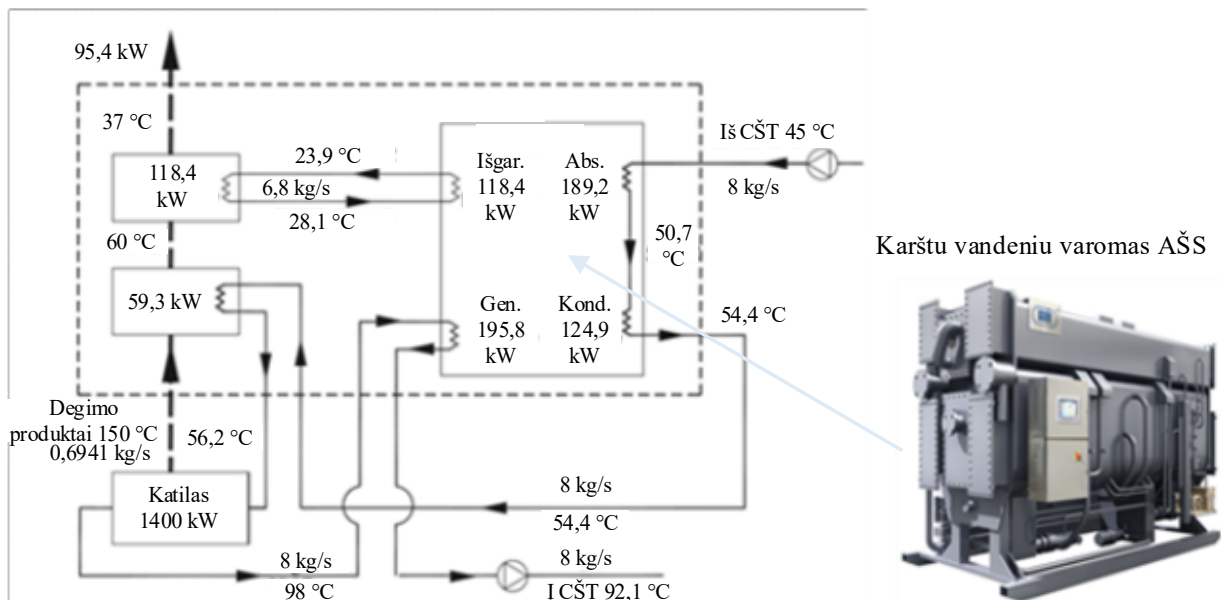 95,4 kW
37 °C
Iš CŠT 45 °C
8 kg/s
23,9 °C
118,4
kW
6,8 kg/s
28,1 °C
Išgar.
118,4
kW
Abs.
189,2
kW
60 °C
50,7
°C
Karštu vandeniu varomas AŠS
59,3 kW
Gen.
195,8
kW
Kond.
124,9
kW
54,4 °C
Degimo
produktai 150 °C
0,6941 kg/s
56,2 °C
Katilas
1400 kW
8 kg/s
54,4 °C
8 kg/s
98 °C
8 kg/s
Į CŠT 92,1 °C